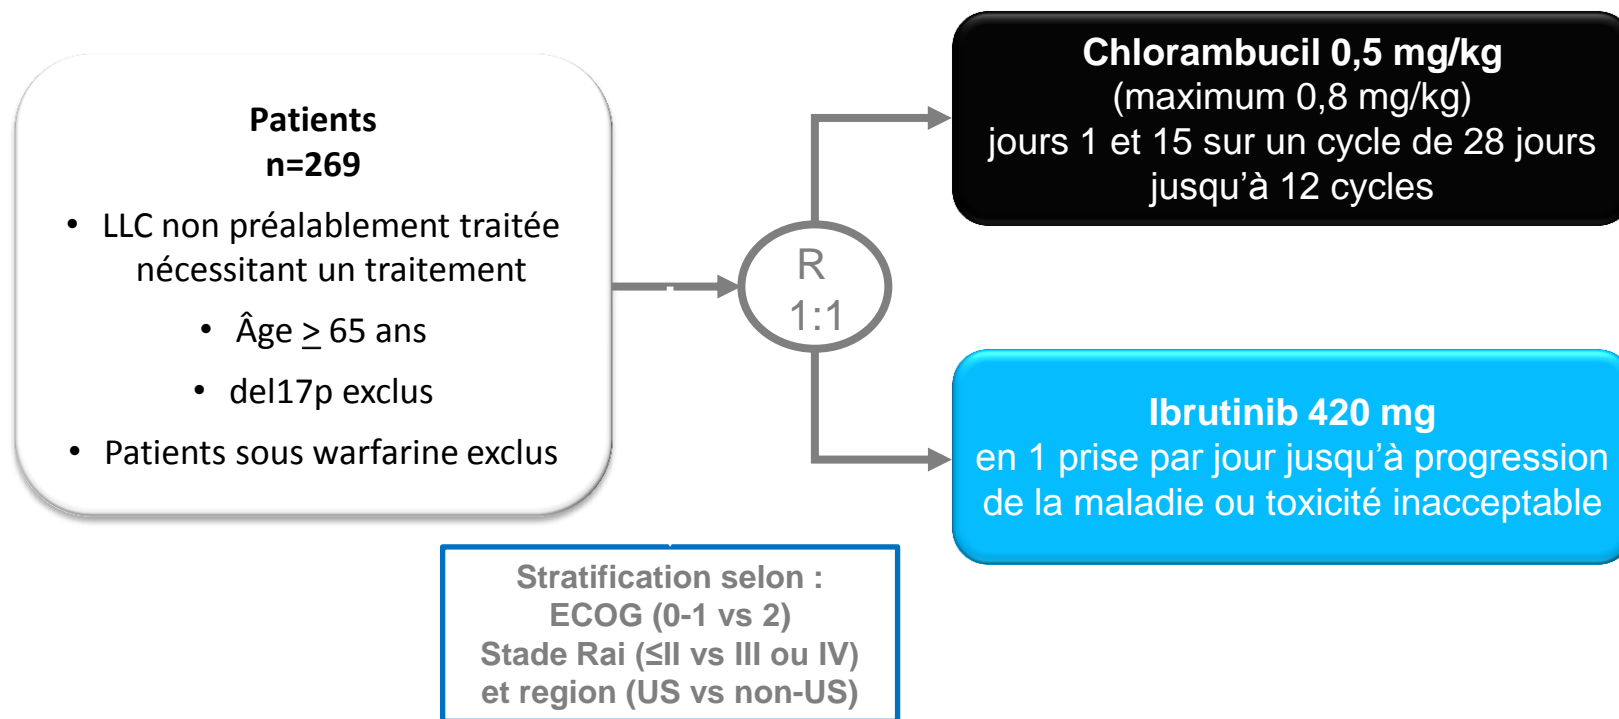 Patients
n=269
• LLC non préalablement traitée
nécessitant un traitement
• Âge ≥ 65 ans
• del17p exclus
• Patients sous warfarine exclus
R
1:1
Chlorambucil 0,5 mg/kg
(maximum 0,8 mg/kg)
jours 1 et 15 sur un cycle de 28 jours
jusqu’à 12 cycles
Ibrutinib 420 mg
en 1 prise par jour jusqu’à progression
de la maladie ou toxicité inacceptable
Stratification selon :
ECOG (0-1 vs 2)
Stade Rai (≤II vs III ou IV)
et region (US vs non-US)